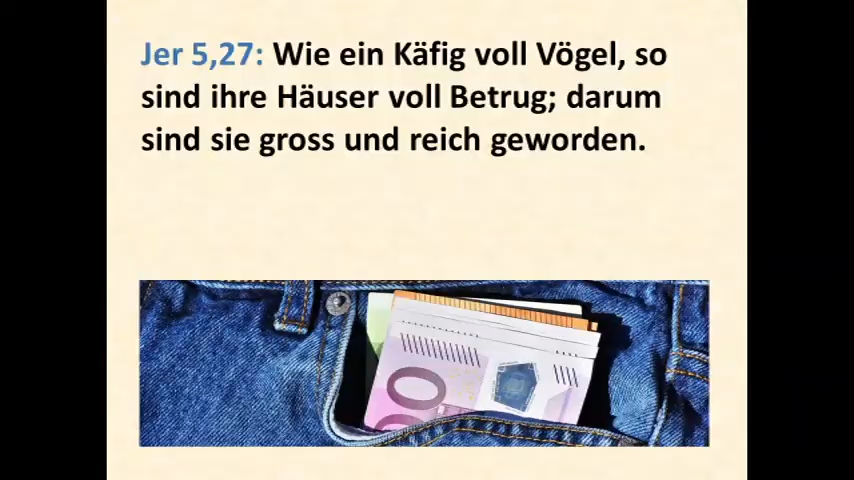 Jer 5,27: Wie ein Käfig voll Vögel, so
sind ihre Häuser voll Betrug; darum
sind sie gross und reich geworden.